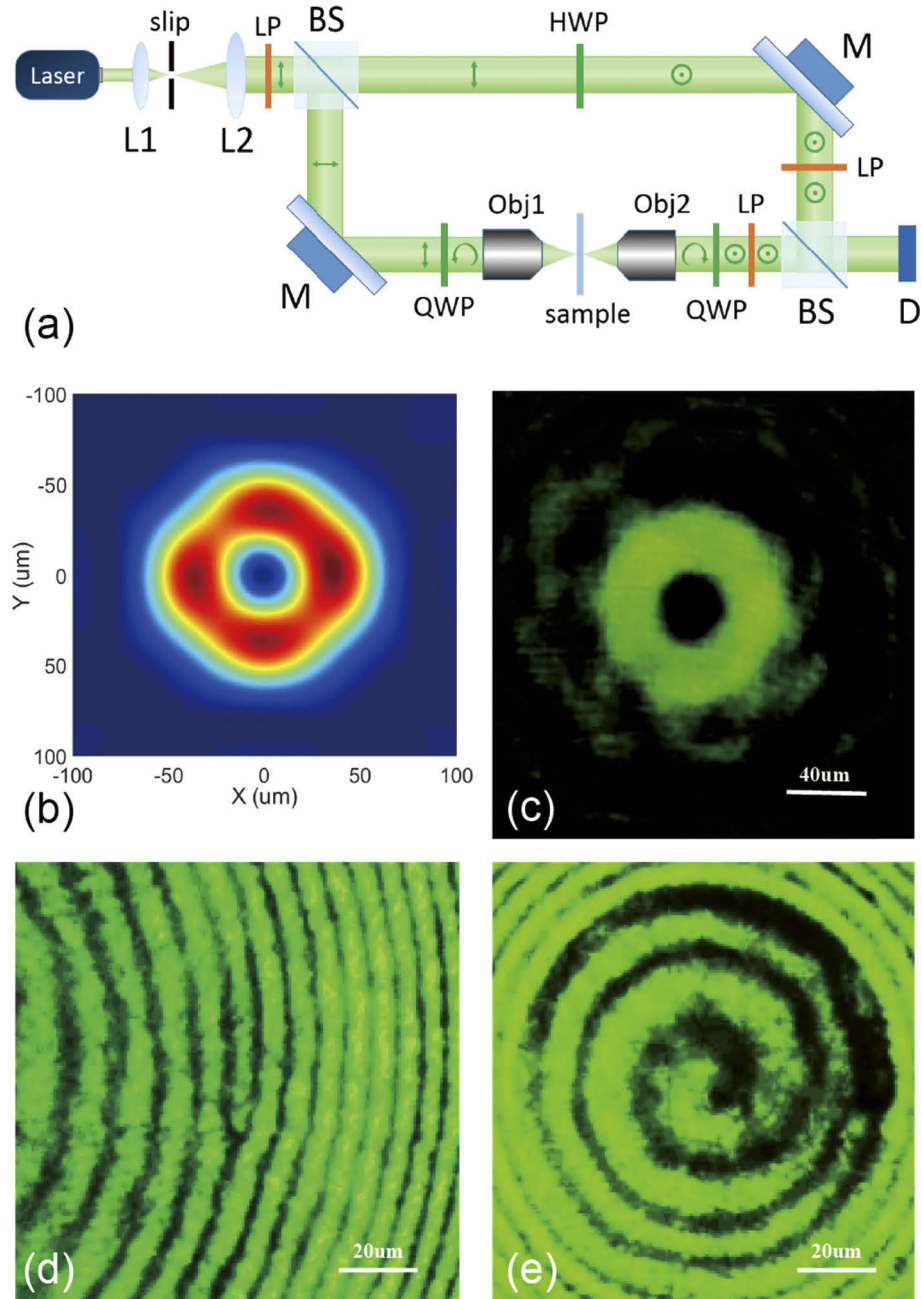 slip LP BS HWP M
Laser
L1 L2
LP
Obj1 Obj2 LP
M QWP sample QWP BS D
(a)
-100
-50
0
50
100
Y (um)
-100 -50 0 50 100
X (um)
(b)
40um
(c)
20um
(d)
20um
(e)